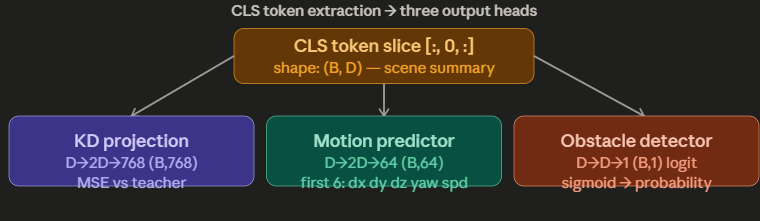 CLS token extraction → three output heads
CLS token slice [:, 0, :]
shape: (B, D) — scene summary
KD projection
D→2D→768 (B,768)
MSE vs teacher
Motion predictor
D→2D→64 (B,64)
first 6: dx dy dz yaw spd
Obstacle detector
D→D→1 (B,1) logit
sigmoid → probability